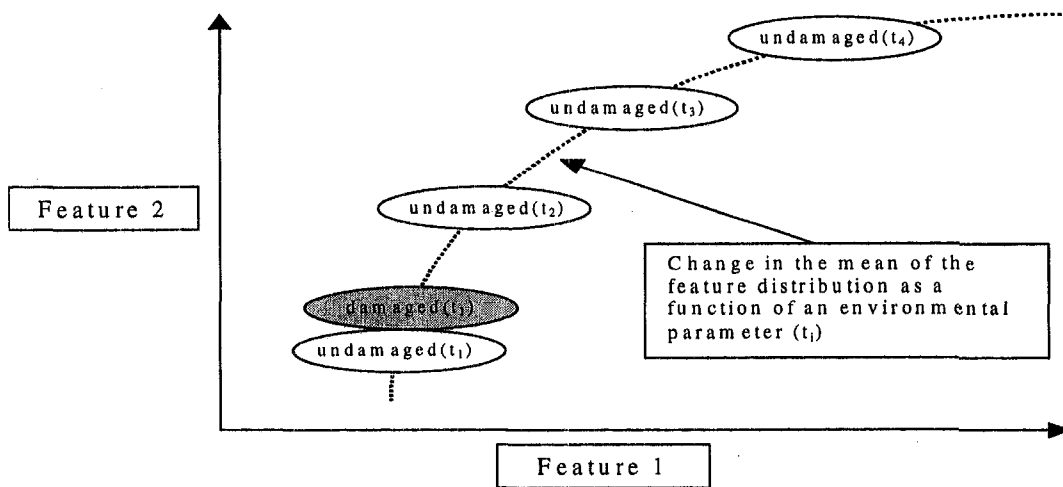 undamaged(t₄)
undamaged(t₃)
Feature 2
undamaged(t₂)
Change in the mean of the
feature distribution as a
function of an environmental
parameter (tᵢ)
damaged(t₁)
undamaged(t₁)
Feature 1